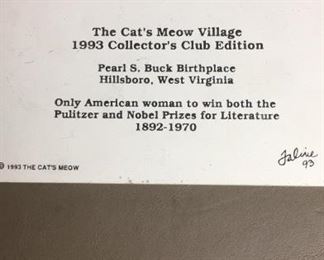 The Cat's Meow Village
1993 Collector's Club Edition
Pearl S. Buck Birthplace
Hillsboro, West Virginia
Only American woman to win both the
Pulitzer and Nobel Prizes for Literature
1892-1970
© 1993 THE CAT'S MEOW
Faline
93